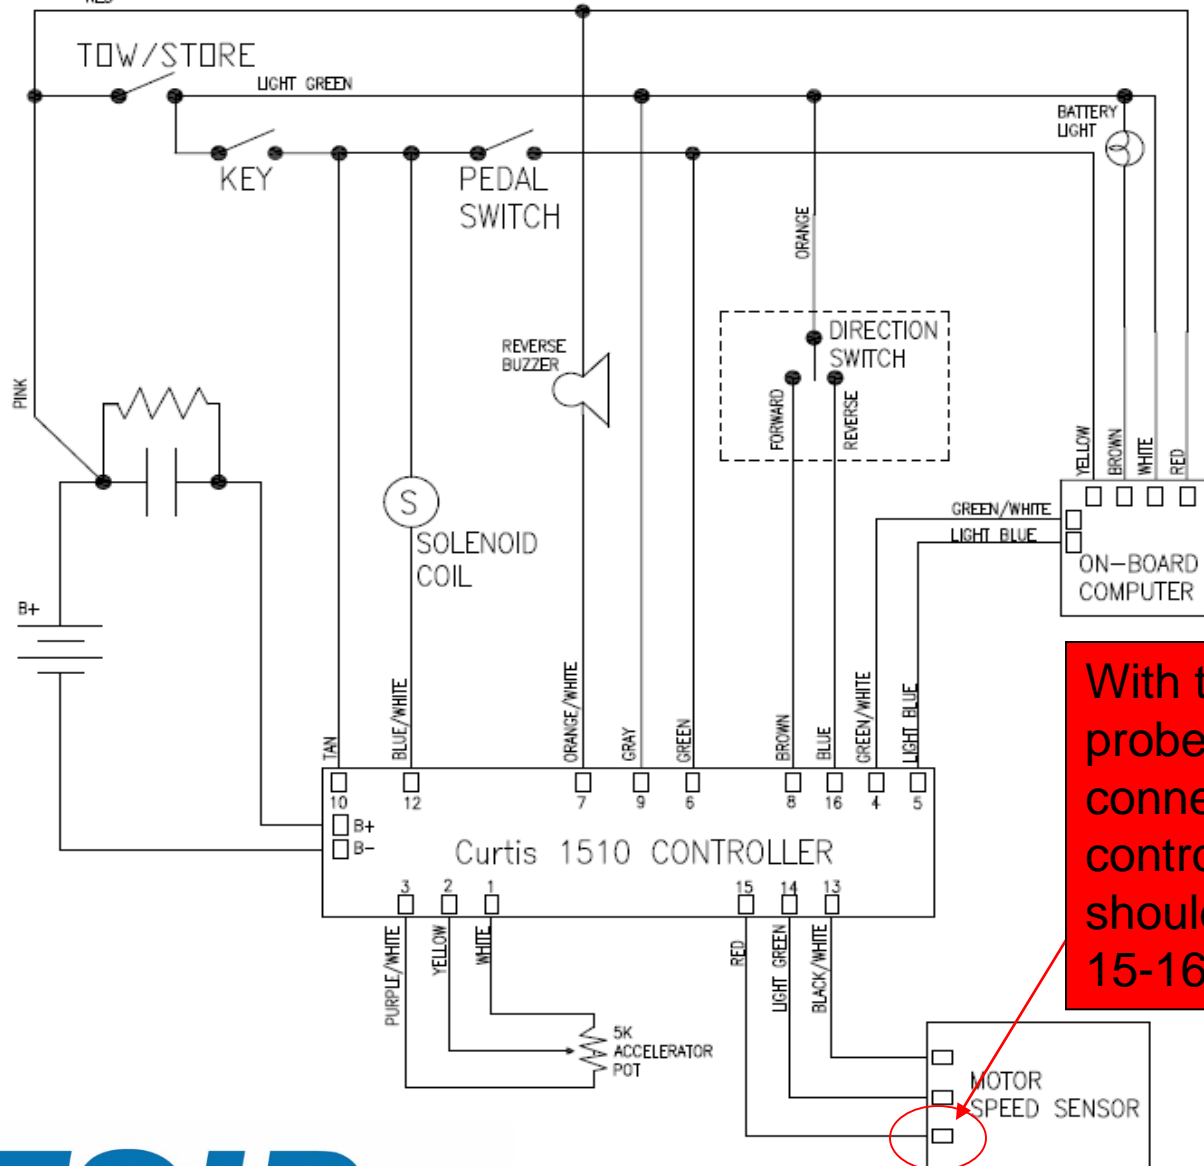 TOW/STORE
LIGHT GREEN
BATTERY
LIGHT
KEY
PEDAL
SWITCH
ORANGE
DIRECTION
SWITCH
REVERSE
BUZZER
PINK
FORWARD
REVERSE
YELLOW
BROWN
WHITE
RED
S
SOLENOID
COIL
GREEN/WHITE
LIGHT BLUE
ON-BOARD
COMPUTER
B+
TAN
BLUE/WHITE
ORANGE/WHITE
GRAY
GREEN
BROWN
BLUE
GREEN/WHITE
LIGHT BLUE
10
12
7
9
6
8
16
4
5
B+
B-
Curtis 1510 CONTROLLER
3
2
1
15
14
13
PURPLE/WHITE
YELLOW
WHITE
RED
LIGHT GREEN
BLACK/WHITE
5K
ACCELERATOR
POT
MOTOR
SPEED SENSOR
With
probe
15-16